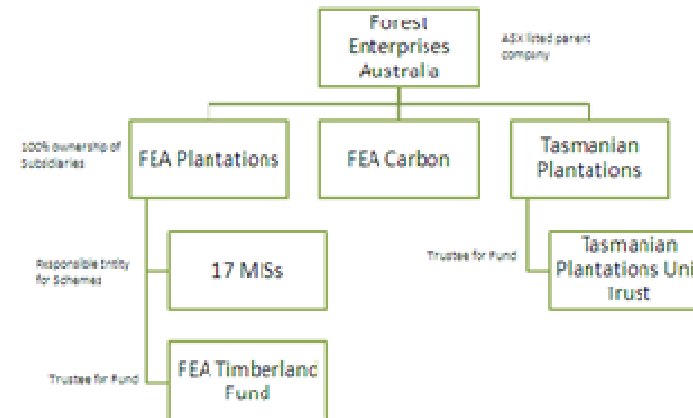 Forest
Enterprises
Australia
ASX listed parent
company
100% ownership of
Subsidiaries
FEA Plantations
FEA Carbon
Tasmanian
Plantations
Responsible Entity
for Schemes
17 MISs
Trustee for Fund
Tasmanian
Plantations Uni
Trust
Trustee for Fund
FEA Timberland
Fund